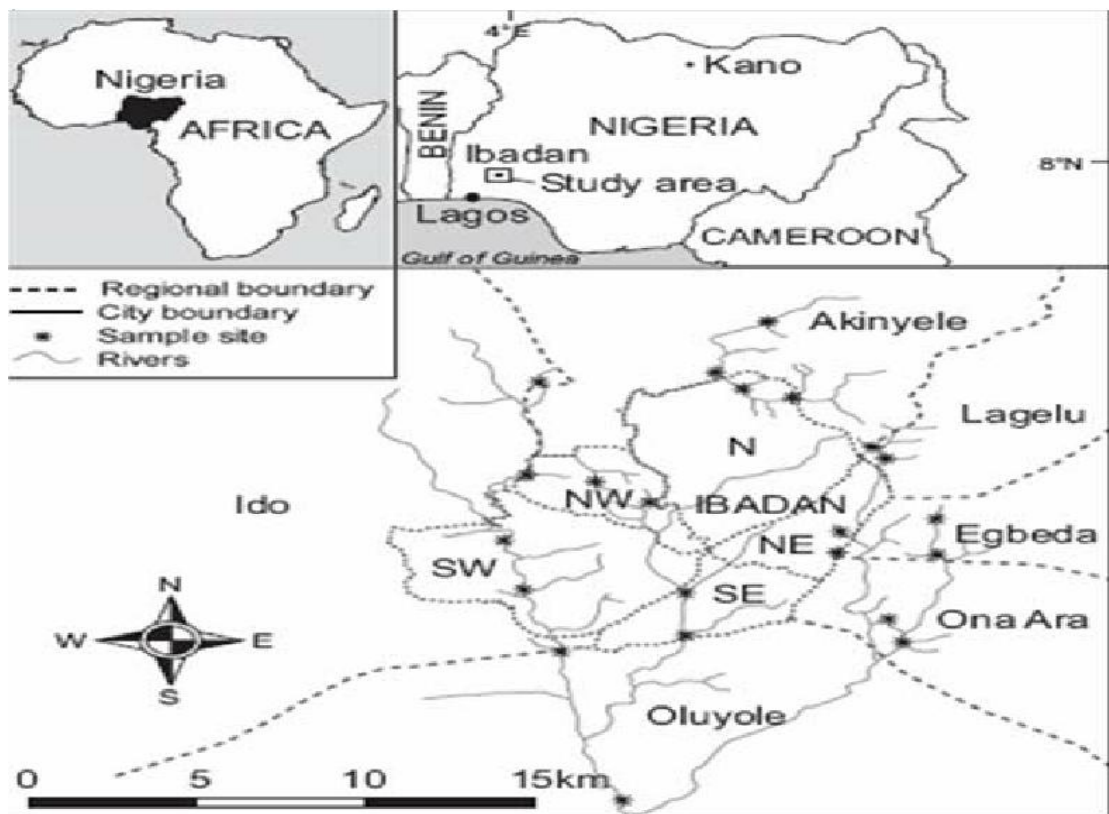 Nigeria
AFRICA
4°E
Kano
BENIN
NIGERIA
Ibadan
8°N
Study area
Lagos
CAMEROON
Gulf of Guinea
Regional boundary
City boundary
Sample site
Rivers
Akinyele
Lagelu
N
Ido
NW
IBADAN
Egbeda
NE
SW
SE
Ona Ara
N
W
E
S
Oluyole
0 5 10 15km